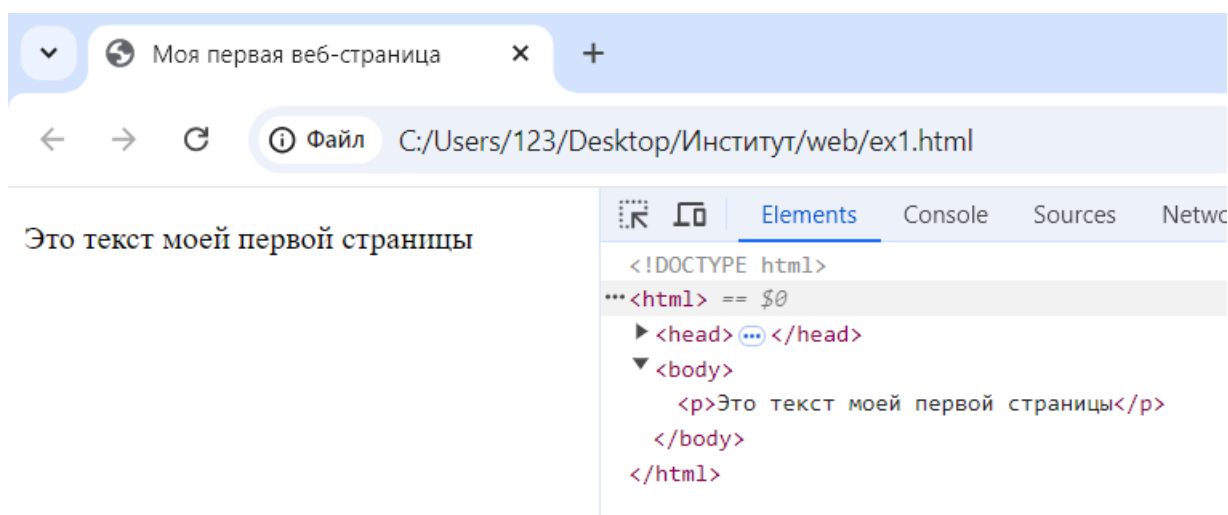 Моя первая веб-страница
Файл C:/Users/123/Desktop/Институт/web/ex1.html
Elements Console Sources Netwo
Это текст моей первой страницы
<!DOCTYPE html>
<html> == $0
<head> </head>
<body>
<p>Это текст моей первой страницы</p>
</body>
</html>